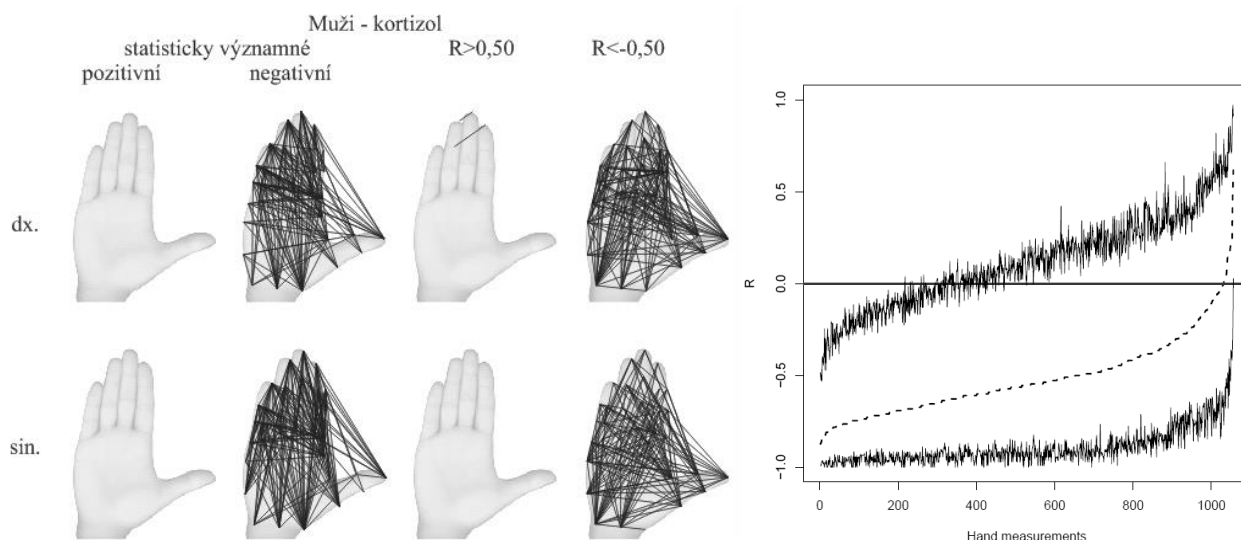 Muži - kortizol
statisticky významné R>0,50 R<-0,50
pozitivní negativní
dx.
sin.
1.0
0.5
0.0
-0.5
-1.0
R
0 200 400 600 800 1000
Hand measurements